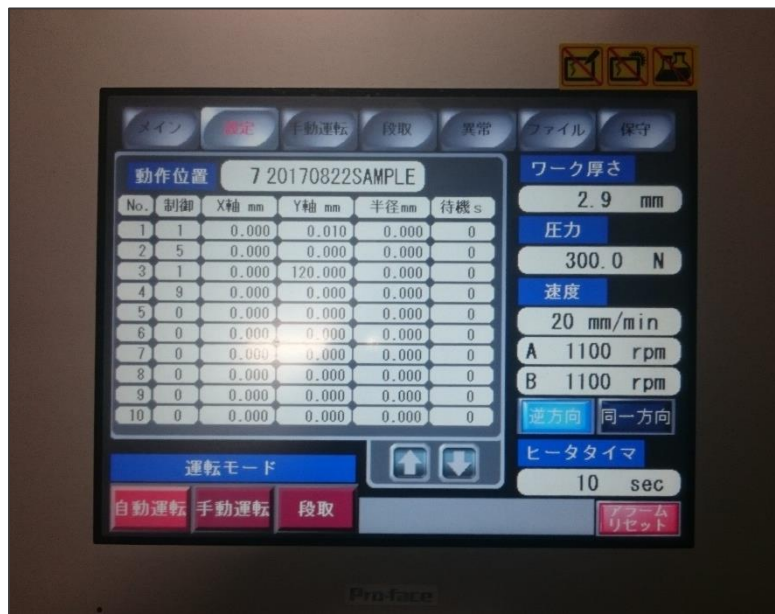 メイン 設定 手動運転 段取 異常 ファイル 保守
動作位置 7 20170822SAMPLE
No. 制御 X軸 mm Y軸 mm 半径mm 待機s
1 1 0.000 0.010 0.000 0
2 5 0.000 0.000 0.000 0
3 1 0.000 120.000 0.000 0
4 9 0.000 0.000 0.000 0
5 0 0.000 0.000 0.000 0
6 0 0.000 0.000 0.000 0
7 0 0.000 0.000 0.000 0
8 0 0.000 0.000 0.000 0
9 0 0.000 0.000 0.000 0
10 0 0.000 0.000 0.000 0
ワーク厚さ
2.9 mm
圧力
300.0 N
速度
20 mm/min
A 1100 rpm
B 1100 rpm
逆方向 同一方向
ヒータタイマ
10 sec
運転モード
自動運転 手動運転 段取
アラーム
リセット
Pro-face